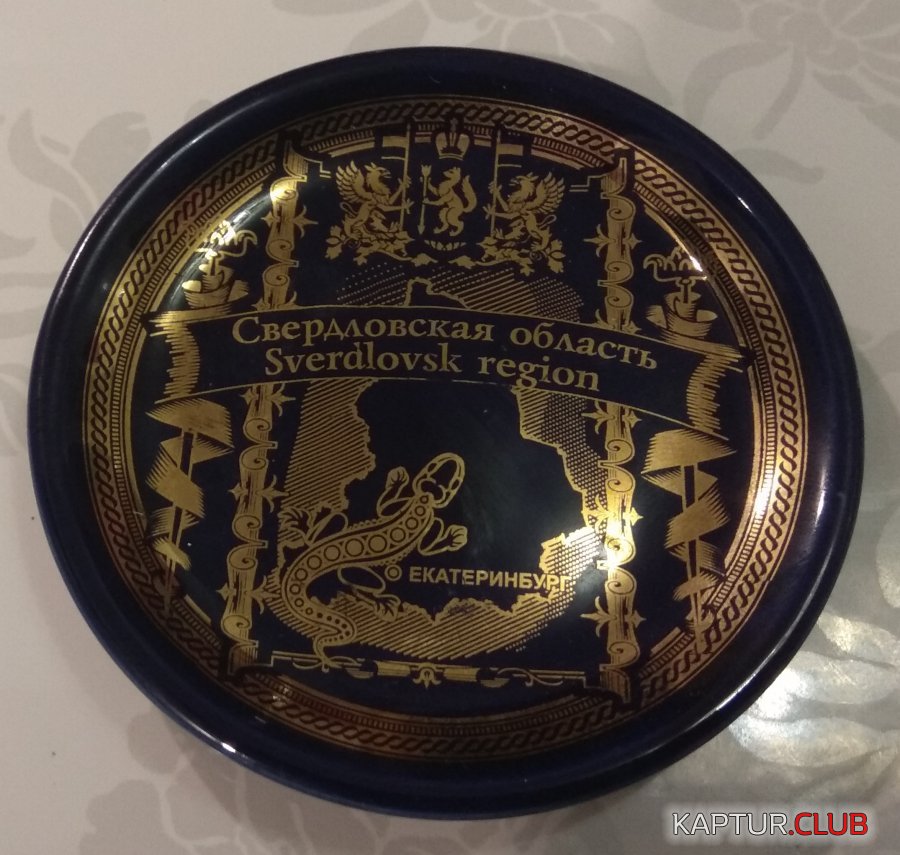 Свердловская область
Sverdlovsk region
ЕКАТЕРИНБУРГ
KAPTUR.CLUB